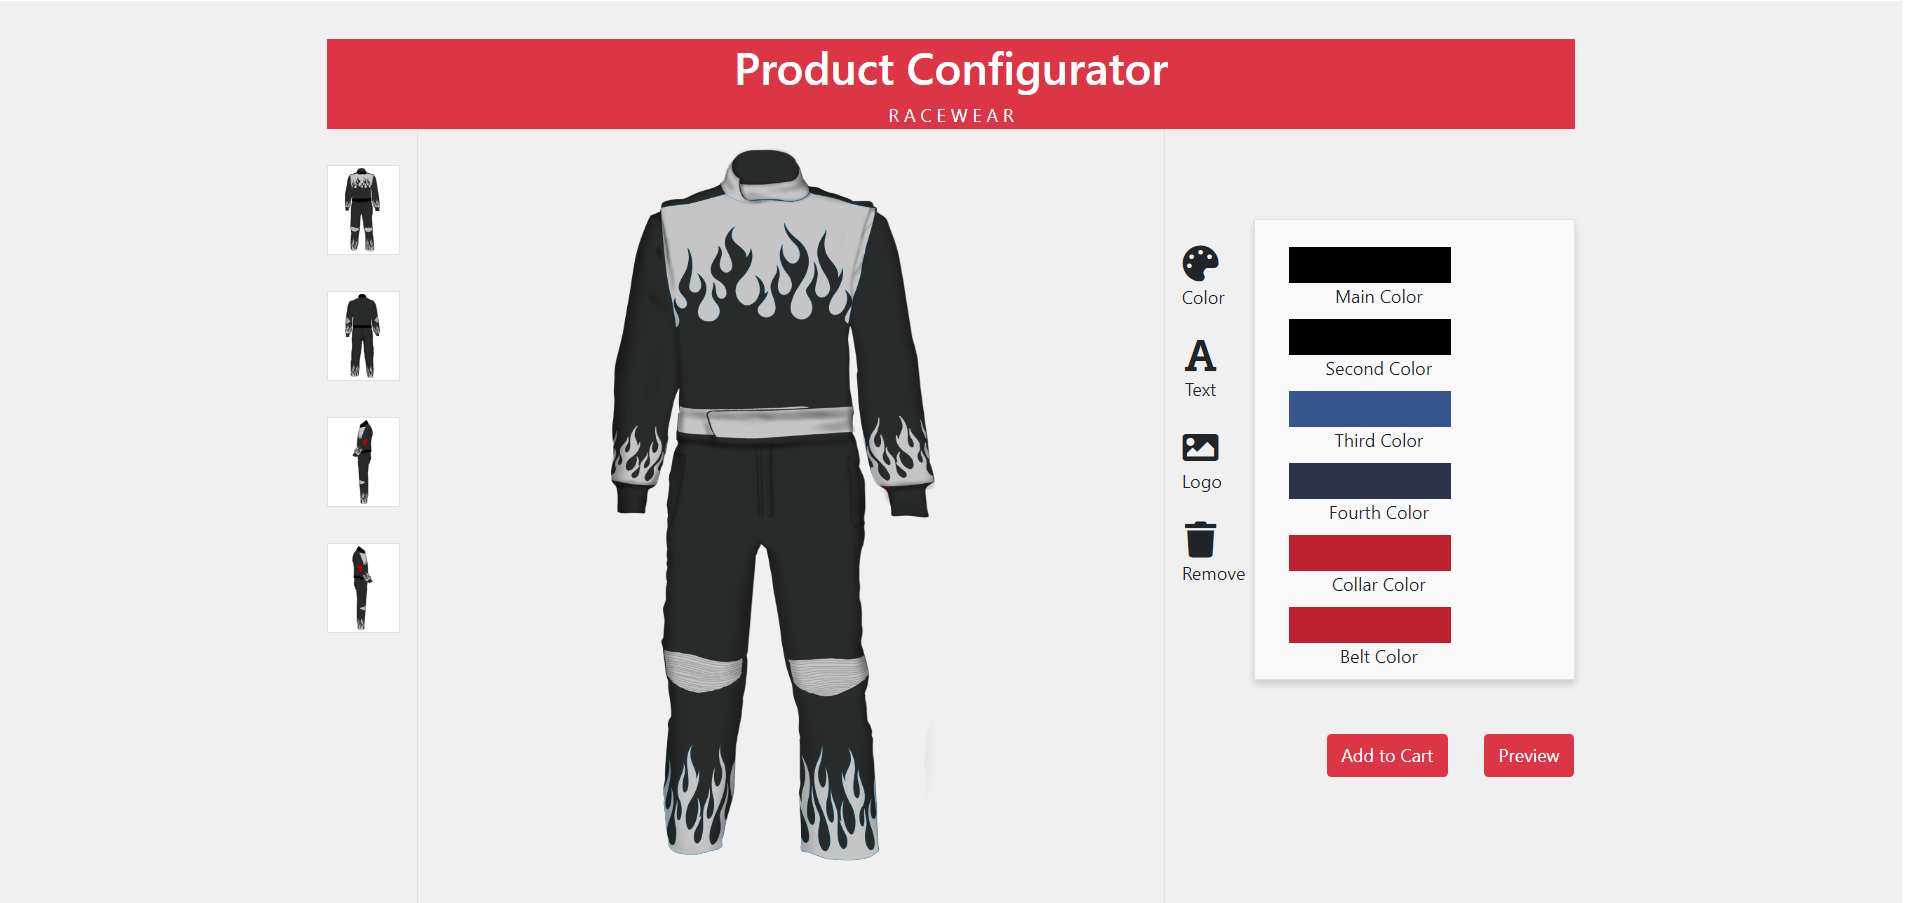 Product Configurator
RACEWEAR
Color
Text
Logo
Remove
Main Color
Second Color
Third Color
Fourth Color
Collar Color
Belt Color
Add to Cart
Preview